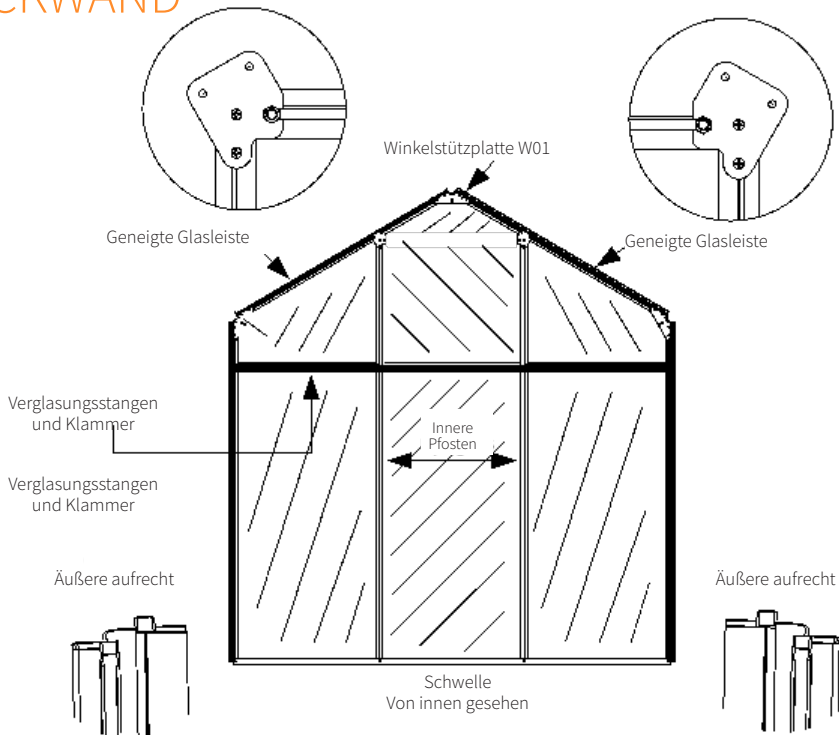 CKWAND
Winkelstützplatte W01
Geneigte Glasleiste
Geneigte Glasleiste
Verglasungsstangen
und Klammer
Innere
Pfosten
Verglasungsstangen
und Klammer
Äußere aufrecht
Äußere aufrecht
Schwelle
Von innen gesehen